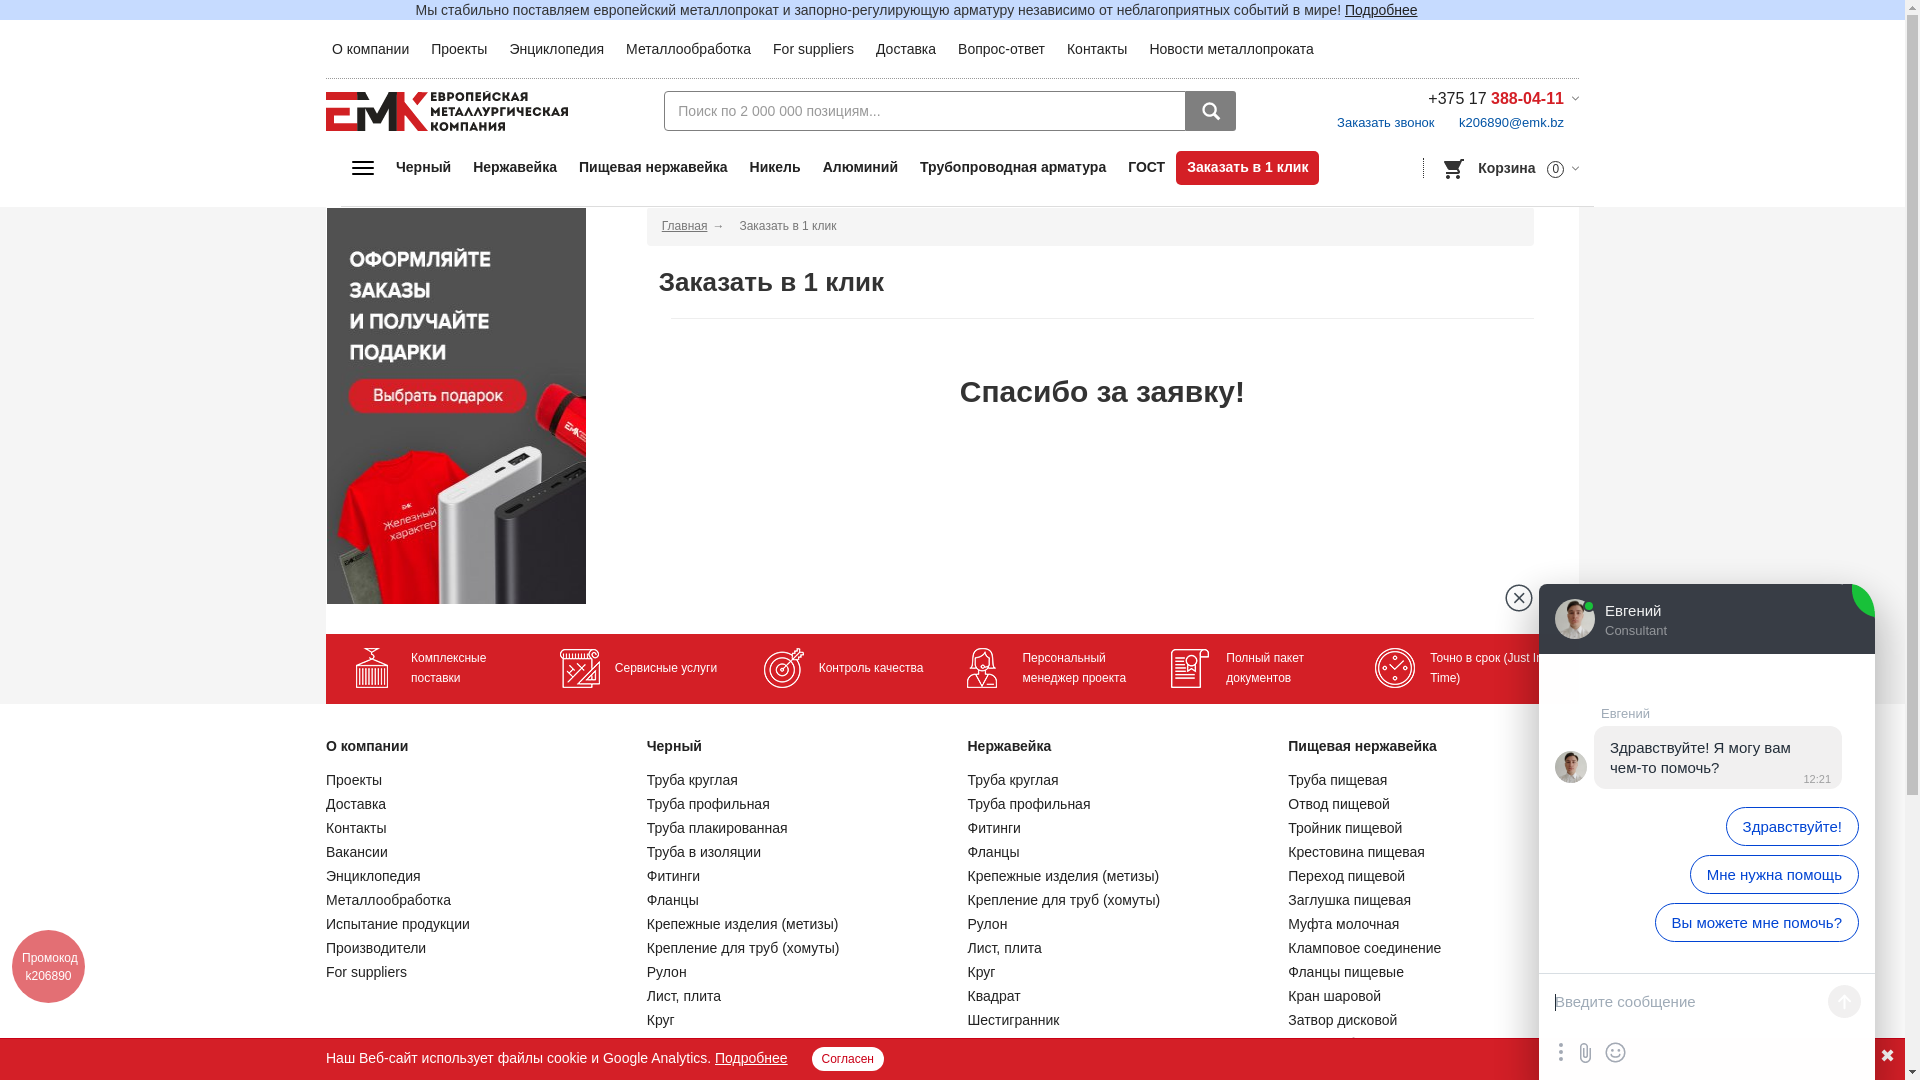 Мы стабильно поставляем европейский металлопрокат и запорно-регулирующую арматуру независимо от неблагоприятных событий в мире! Подробнее
О компании Проекты Энциклопедия Металлообработка For suppliers Доставка Вопрос-ответ Контакты Новости металлопроката
ЕМК ЕВРОПЕЙСКАЯ
МЕТАЛЛУРГИЧЕСКАЯ
КОМПАНИЯ
Поиск по 2 000 000 позициям...
+375 17 388-04-11
Заказать звонок k206890@emk.bz
Черный Нержавейка Пищевая нержавейка Никель Алюминий Трубопроводная арматура ГОСТ Заказать в 1 клик
Корзина 0
ОФОРМЛЯЙТЕ
ЗАКАЗЫ
И ПОЛУЧАЙТЕ
ПОДАРКИ
Выбрать подарок
ЕМК
ЕМК
Железный
характер
Главная → Заказать в 1 клик
Заказать в 1 клик
Спасибо за заявку!
Комплексные
поставки
Сервисные услуги
Контроль качества
Персональный
менеджер проекта
Полный пакет
документов
Точно в срок (Just In
Time)
О компании
Проекты
Доставка
Контакты
Вакансии
Энциклопедия
Металлообработка
Испытание продукции
Производители
For suppliers
Черный
Труба круглая
Труба профильная
Труба плакированная
Труба в изоляции
Фитинги
Фланцы
Крепежные изделия (метизы)
Крепление для труб (хомуты)
Рулон
Лист, плита
Круг
Нержавейка
Труба круглая
Труба профильная
Фитинги
Фланцы
Крепежные изделия (метизы)
Крепление для труб (хомуты)
Рулон
Лист, плита
Круг
Квадрат
Шестигранник
Пищевая нержавейка
Труба пищевая
Отвод пищевой
Тройник пищевой
Крестовина пищевая
Переход пищевой
Заглушка пищевая
Муфта молочная
Кламповое соединение
Фланцы пищевые
Кран шаровой
Затвор дисковой
Евгений
Consultant
Евгений
Здравствуйте! Я могу вам
чем-то помочь?
12:21
Здравствуйте!
Мне нужна помощь
Вы можете мне помочь?
Введите сообщение
Промокод
k206890
Наш Веб-сайт использует файлы cookie и Google Analytics. Подробнее Согласен